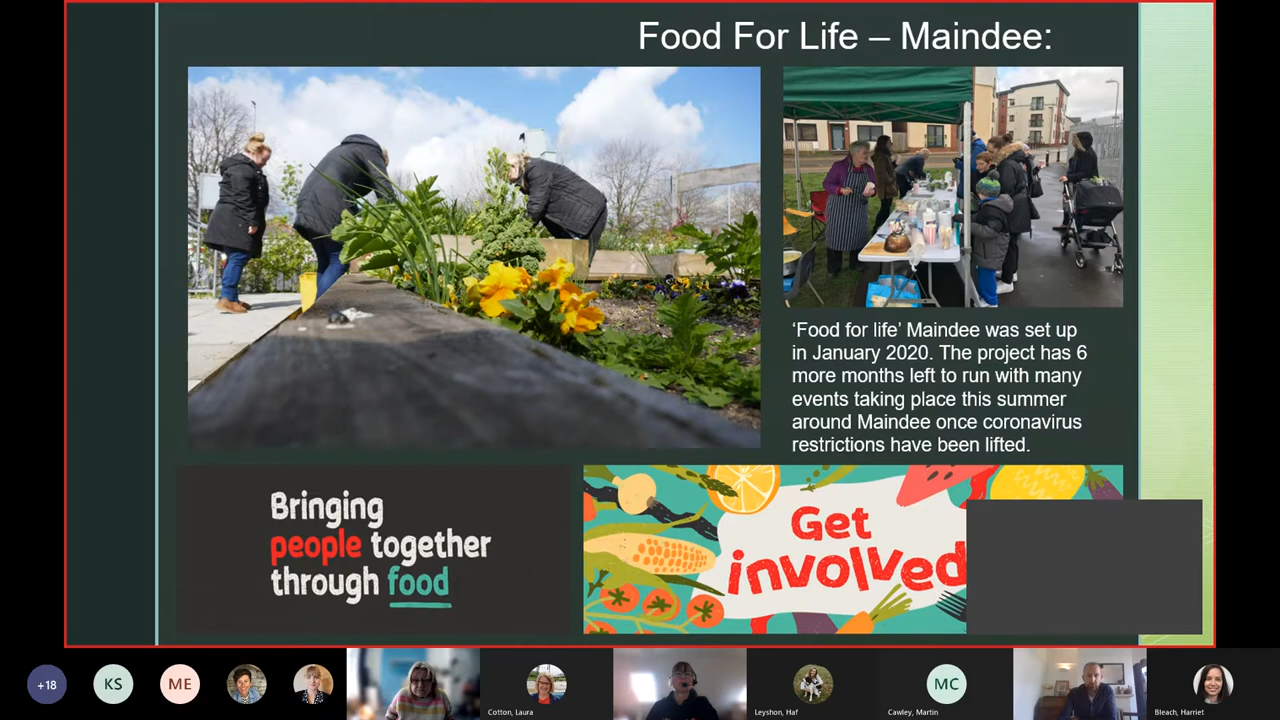 Food For Life – Maindee:
‘Food for life’ Maindee was set up
in January 2020. The project has 6
more months left to run with many
events taking place this summer
around Maindee once coronavirus
restrictions have been lifted.
Bringing
people together
through food
Get
involved
+18
KS
ME
Cotton, Laura
Leyshon, Haf
MC
Cawley, Martin
Bleach, Harriet